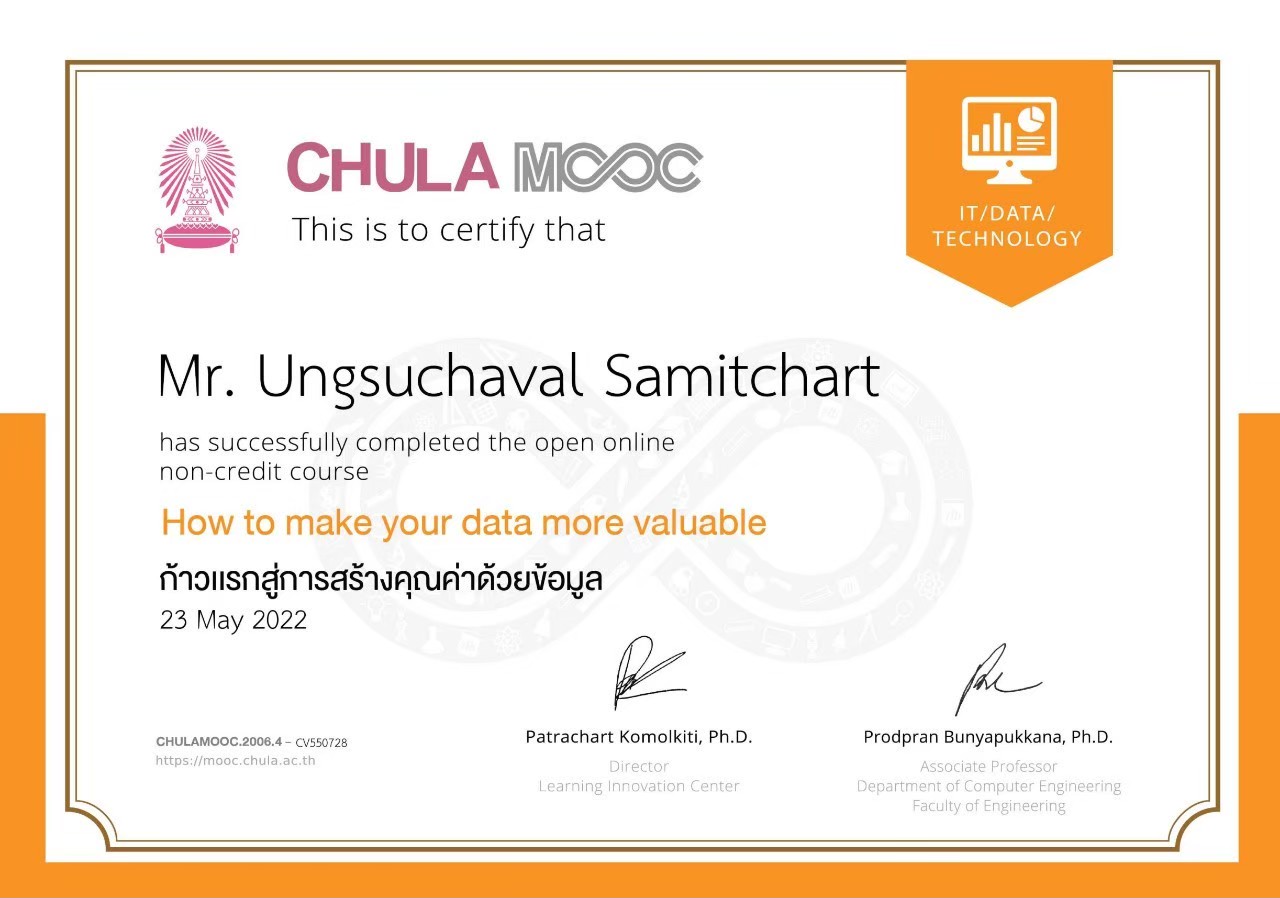 CHULA MOOC
This is to certify that
IT/DATA/
TECHNOLOGY
Mr. Ungsuchaval Samitchart
has successfully completed the open online
non-credit course
How to make your data more valuable
ก้าวแรกสู่การสร้างคุณค่าด้วยข้อมูล
23 May 2022
CHULAMOOC.2006.4 – CV550728
https://mooc.chula.ac.th
Patrachart Komolkiti, Ph.D.
Director
Learning Innovation Center
Prodpran Bunyapukkana, Ph.D.
Associate Professor
Department of Computer Engineering
Faculty of Engineering